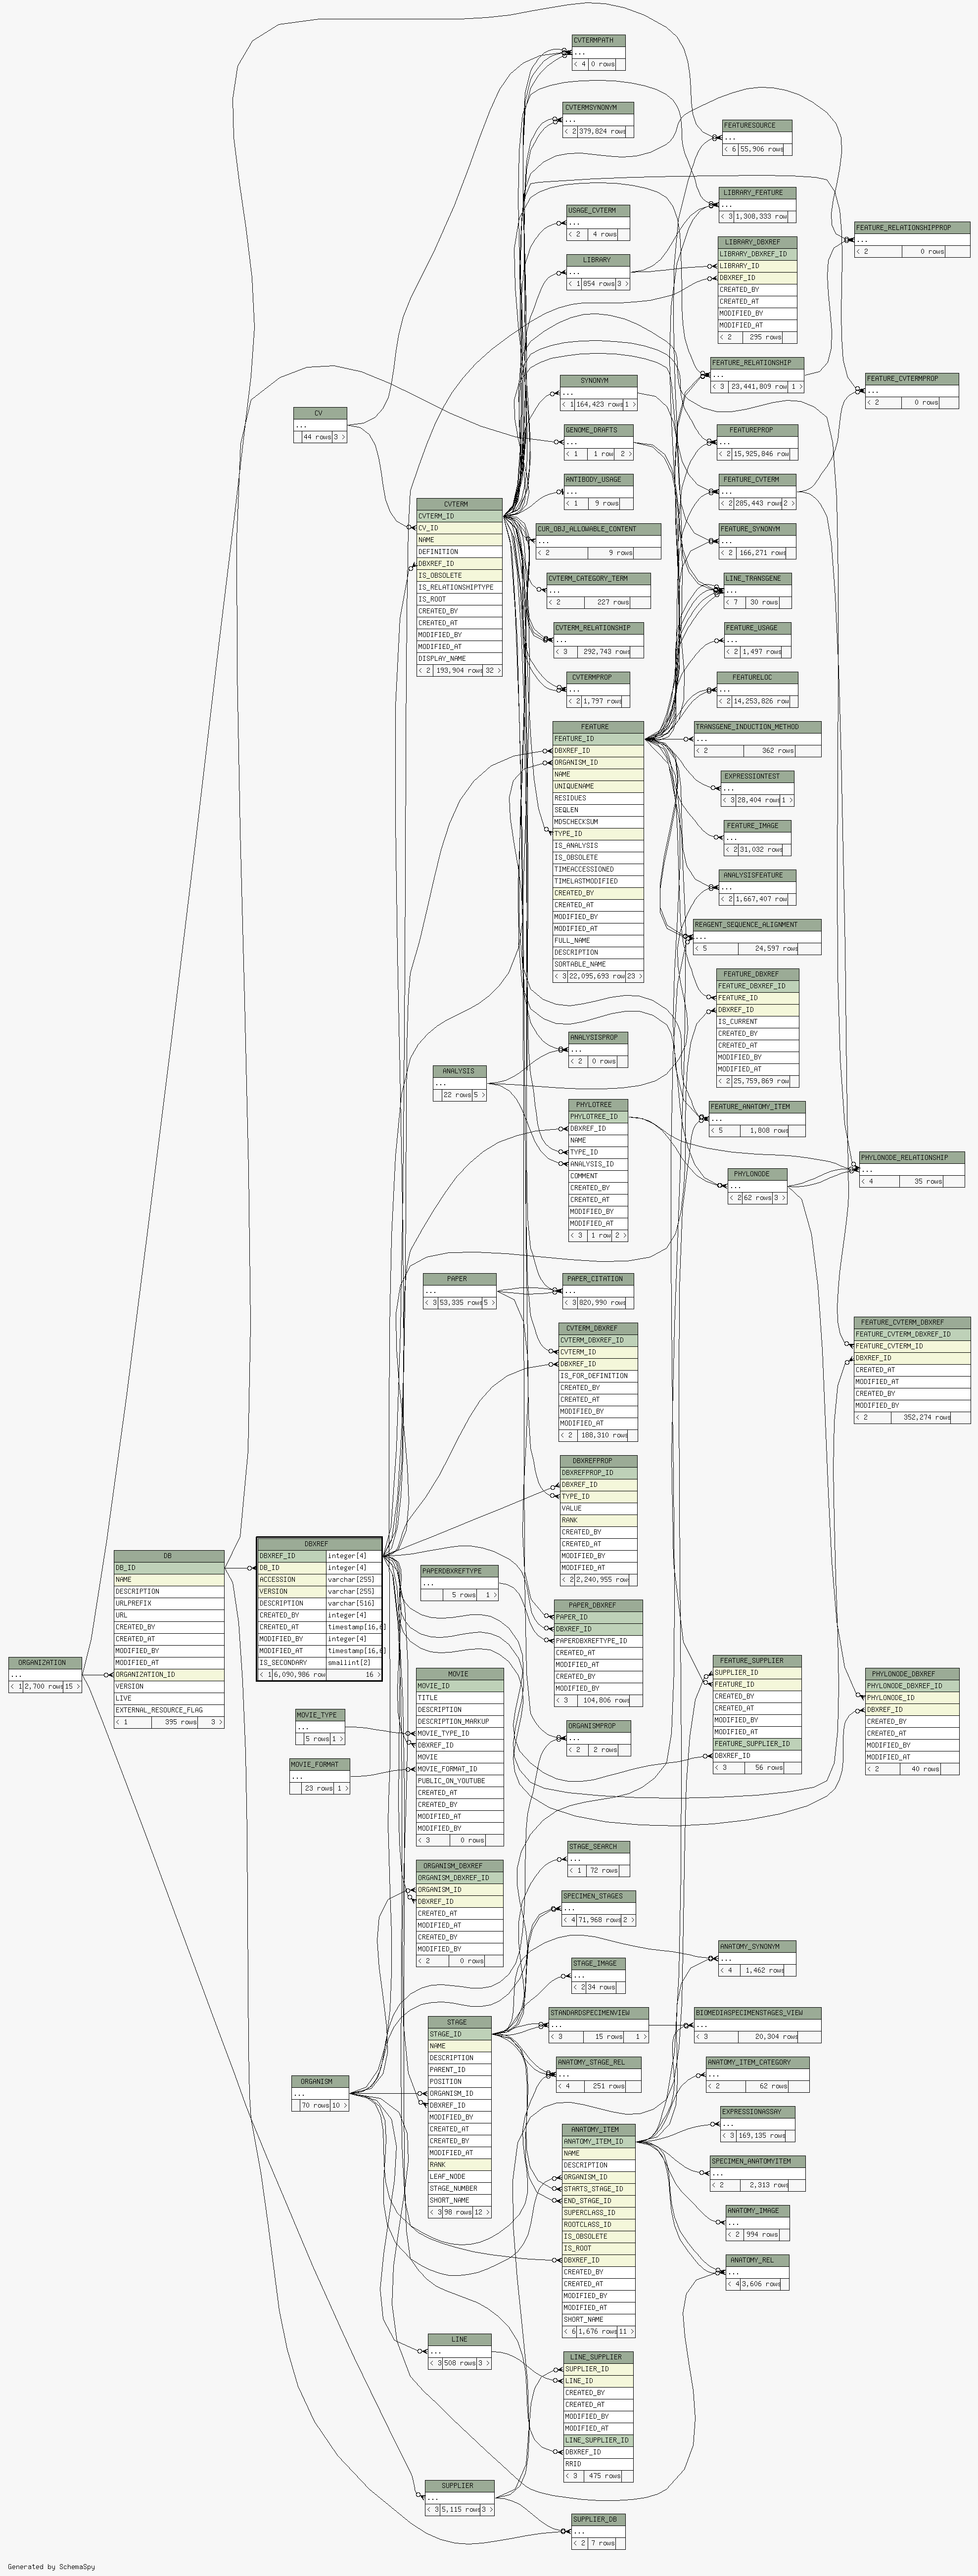 CVTERMPATH
...
< 4 0 rows
CVTERMSYNONYM
...
< 2 379,824 rows
FEATURESOURCE
...
< 6 55,906 rows
USAGE_CVTERM
...
< 2 4 rows
LIBRARY_FEATURE
...
< 3 1,308,333 row
FEATURE_RELATIONSHIPPROP
...
< 2 0 rows
LIBRARY
...
< 1 854 rows 3 >
LIBRARY_DBXREF
LIBRARY_DBXREF_ID
LIBRARY_ID
DBXREF_ID
CREATED_BY
CREATED_AT
MODIFIED_BY
MODIFIED_AT
< 2 295 rows
FEATURE_RELATIONSHIP
...
< 3 23,441,809 row 1 >
FEATURE_CVTERMPROP
...
< 2 0 rows
SYNONYM
...
< 1 164,423 rows 1 >
CV
...
44 rows 3 >
GENOME_DRAFTS
...
< 1 1 row 2 >
FEATUREPROP
...
< 2 15,925,846 row
ANTIBODY_USAGE
...
< 1 9 rows
FEATURE_CVTERM
...
< 2 285,443 rows 2 >
CVTERM
CVTERM_ID
CV_ID
NAME
DEFINITION
DBXREF_ID
IS_OBSOLETE
IS_RELATIONSHIPTYPE
IS_ROOT
CREATED_BY
CREATED_AT
MODIFIED_BY
MODIFIED_AT
DISPLAY_NAME
< 2 193,904 rows 32 >
CUR_OBJ_ALLOWABLE_CONTENT
...
< 2 9 rows
FEATURE_SYNONYM
...
< 2 166,271 rows
CVTERM_CATEGORY_TERM
...
< 2 227 rows
LINE_TRANSGENE
...
< 7 30 rows
CVTERM_RELATIONSHIP
...
< 3 292,743 rows
FEATURE_USAGE
...
< 2 1,497 rows
CVTERMPROP
...
< 2 1,797 rows
FEATURELOC
...
< 2 14,253,826 row
FEATURE
FEATURE_ID
DBXREF_ID
ORGANISM_ID
NAME
UNIQUENAME
RESIDUES
SEQLEN
MD5CHECKSUM
TYPE_ID
IS_ANALYSIS
IS_OBSOLETE
TIMEACCESSIONED
TIMELASTMODIFIED
CREATED_BY
CREATED_AT
MODIFIED_BY
MODIFIED_AT
FULL_NAME
DESCRIPTION
SORTABLE_NAME
< 3 22,095,693 row 23 >
TRANSGENE_INDUCTION_METHOD
...
< 2 362 rows
EXPRESSIONTEST
...
< 3 28,404 rows 1 >
FEATURE_IMAGE
...
< 2 31,032 rows
ANALYSISFEATURE
...
< 2 1,667,407 row
REAGENT_SEQUENCE_ALIGNMENT
...
< 5 24,597 rows
FEATURE_DBXREF
FEATURE_DBXREF_ID
FEATURE_ID
DBXREF_ID
IS_CURRENT
CREATED_BY
CREATED_AT
MODIFIED_BY
MODIFIED_AT
< 2 25,759,869 row
ANALYSISPROP
...
< 2 0 rows
ANALYSIS
...
22 rows 5 >
PHYLOTREE
PHYLOTREE_ID
DBXREF_ID
NAME
TYPE_ID
ANALYSIS_ID
COMMENT
CREATED_BY
CREATED_AT
MODIFIED_BY
MODIFIED_AT
< 3 1 row 2 >
FEATURE_ANATOMY_ITEM
...
< 5 1,808 row
PHYLONODE_RELATIONSHIP
...
< 4 35 rows
PHYLONODE
...
< 2 62 rows 3 >
PAPER
...
< 3 53,335 rows 5 >
PAPER_CITATION
...
< 3 820,990 rows
CVTERM_DBXREF
CVTERM_DBXREF_ID
CVTERM_ID
DBXREF_ID
IS_FOR_DEFINITION
CREATED_BY
CREATED_AT
MODIFIED_BY
MODIFIED_AT
< 2 188,310 rows
FEATURE_CVTERM_DBXREF
FEATURE_CVTERM_DBXREF_ID
FEATURE_CVTERM_ID
DBXREF_ID
CREATED_AT
MODIFIED_AT
CREATED_BY
MODIFIED_BY
< 2 352,274 rows
DBXREFPROP
DBXREFPROP_ID
DBXREF_ID
TYPE_ID
VALUE
RANK
CREATED_BY
CREATED_AT
MODIFIED_BY
MODIFIED_AT
< 2 2,240,955 row
DBXREF
DBXREF_ID integer[4]
DB_ID integer[4]
ACCESSION varchar[255]
VERSION varchar[255]
DESCRIPTION varchar[516]
CREATED_BY integer[4]
CREATED_AT timestamp[16,6]
MODIFIED_BY integer[4]
MODIFIED_AT timestamp[16,6]
IS_SECONDARY smallint[2]
< 1 6,090,986 row 16 >
DB
DB_ID
NAME
DESCRIPTION
URLPREFIX
URL
CREATED_BY
CREATED_AT
MODIFIED_BY
MODIFIED_AT
ORGANIZATION_ID
VERSION
LIVE
EXTERNAL_RESOURCE_FLAG
< 1 395 rows 3 >
PAPERDBXREFTYPE
...
5 rows 1 >
PAPER_DBXREF
PAPER_ID
DBXREF_ID
PAPERDBXREFTYPE_ID
CREATED_AT
MODIFIED_AT
CREATED_BY
MODIFIED_BY
< 3 104,806 rows
ORGANIZATION
...
< 1 2,700 rows 15 >
FEATURE_SUPPLIER
SUPPLIER_ID
FEATURE_ID
CREATED_BY
CREATED_AT
MODIFIED_BY
MODIFIED_AT
FEATURE_SUPPLIER_ID
DBXREF_ID
< 3 56 rows
PHYLONODE_DBXREF
PHYLONODE_DBXREF_ID
PHYLONODE_ID
DBXREF_ID
CREATED_BY
CREATED_AT
MODIFIED_BY
MODIFIED_AT
< 2 40 rows
MOVIE
MOVIE_ID
TITLE
DESCRIPTION
DESCRIPTION_MARKUP
MOVIE_TYPE_ID
DBXREF_ID
MOVIE
MOVIE_FORMAT_ID
PUBLIC_ON_YOUTUBE
CREATED_AT
CREATED_BY
MODIFIED_AT
MODIFIED_BY
< 3 0 rows
MOVIE_TYPE
...
5 rows 1 >
ORGANISMPROP
...
< 2 2 rows
MOVIE_FORMAT
...
23 rows 1 >
STAGE_SEARCH
...
< 1 72 rows
ORGANISM_DBXREF
ORGANISM_DBXREF_ID
ORGANISM_ID
DBXREF_ID
CREATED_AT
MODIFIED_AT
CREATED_BY
MODIFIED_BY
< 2 0 rows
SPECIMEN_STAGES
...
< 4 71,968 rows 2 >
ANATOMY_SYNONYM
...
< 4 1,462 rows
STAGE_IMAGE
...
< 2 34 rows
STANDARDSPECIMENVIEW
...
< 3 15 rows 1 >
BIOMEDIASPECIMENSTAGES_VIEW
...
< 3 20,304 rows
STAGE
STAGE_ID
NAME
DESCRIPTION
PARENT_ID
POSITION
ORGANISM_ID
DBXREF_ID
MODIFIED_BY
CREATED_AT
CREATED_BY
MODIFIED_AT
RANK
LEAF_NODE
STAGE_NUMBER
SHORT_NAME
< 3 98 rows 12 >
ANATOMY_STAGE_REL
...
< 4 251 rows
ANATOMY_ITEM_CATEGORY
...
< 2 62 rows
ORGANISM
...
70 rows 10 >
EXPRESSIONASSAY
...
< 3 169,135 rows
ANATOMY_ITEM
ANATOMY_ITEM_ID
NAME
DESCRIPTION
ORGANISM_ID
STARTS_STAGE_ID
END_STAGE_ID
SUPERCLASS_ID
ROOTCLASS_ID
IS_OBSOLETE
IS_ROOT
DBXREF_ID
CREATED_BY
CREATED_AT
MODIFIED_BY
MODIFIED_AT
SHORT_NAME
< 6 1,676 rows 11 >
SPECIMEN_ANATOMYITEM
...
< 2 2,313 rows
ANATOMY_IMAGE
...
< 2 994 rows
ANATOMY_REL
...
< 4 3,606 rows
LINE
...
< 3 508 rows 3 >
LINE_SUPPLIER
SUPPLIER_ID
LINE_ID
CREATED_BY
CREATED_AT
MODIFIED_BY
MODIFIED_AT
LINE_SUPPLIER_ID
DBXREF_ID
RRID
< 3 475 rows
SUPPLIER
...
< 3 5,115 rows 3 >
SUPPLIER_DB
...
< 2 7 rows
Generated by SchemaSpy